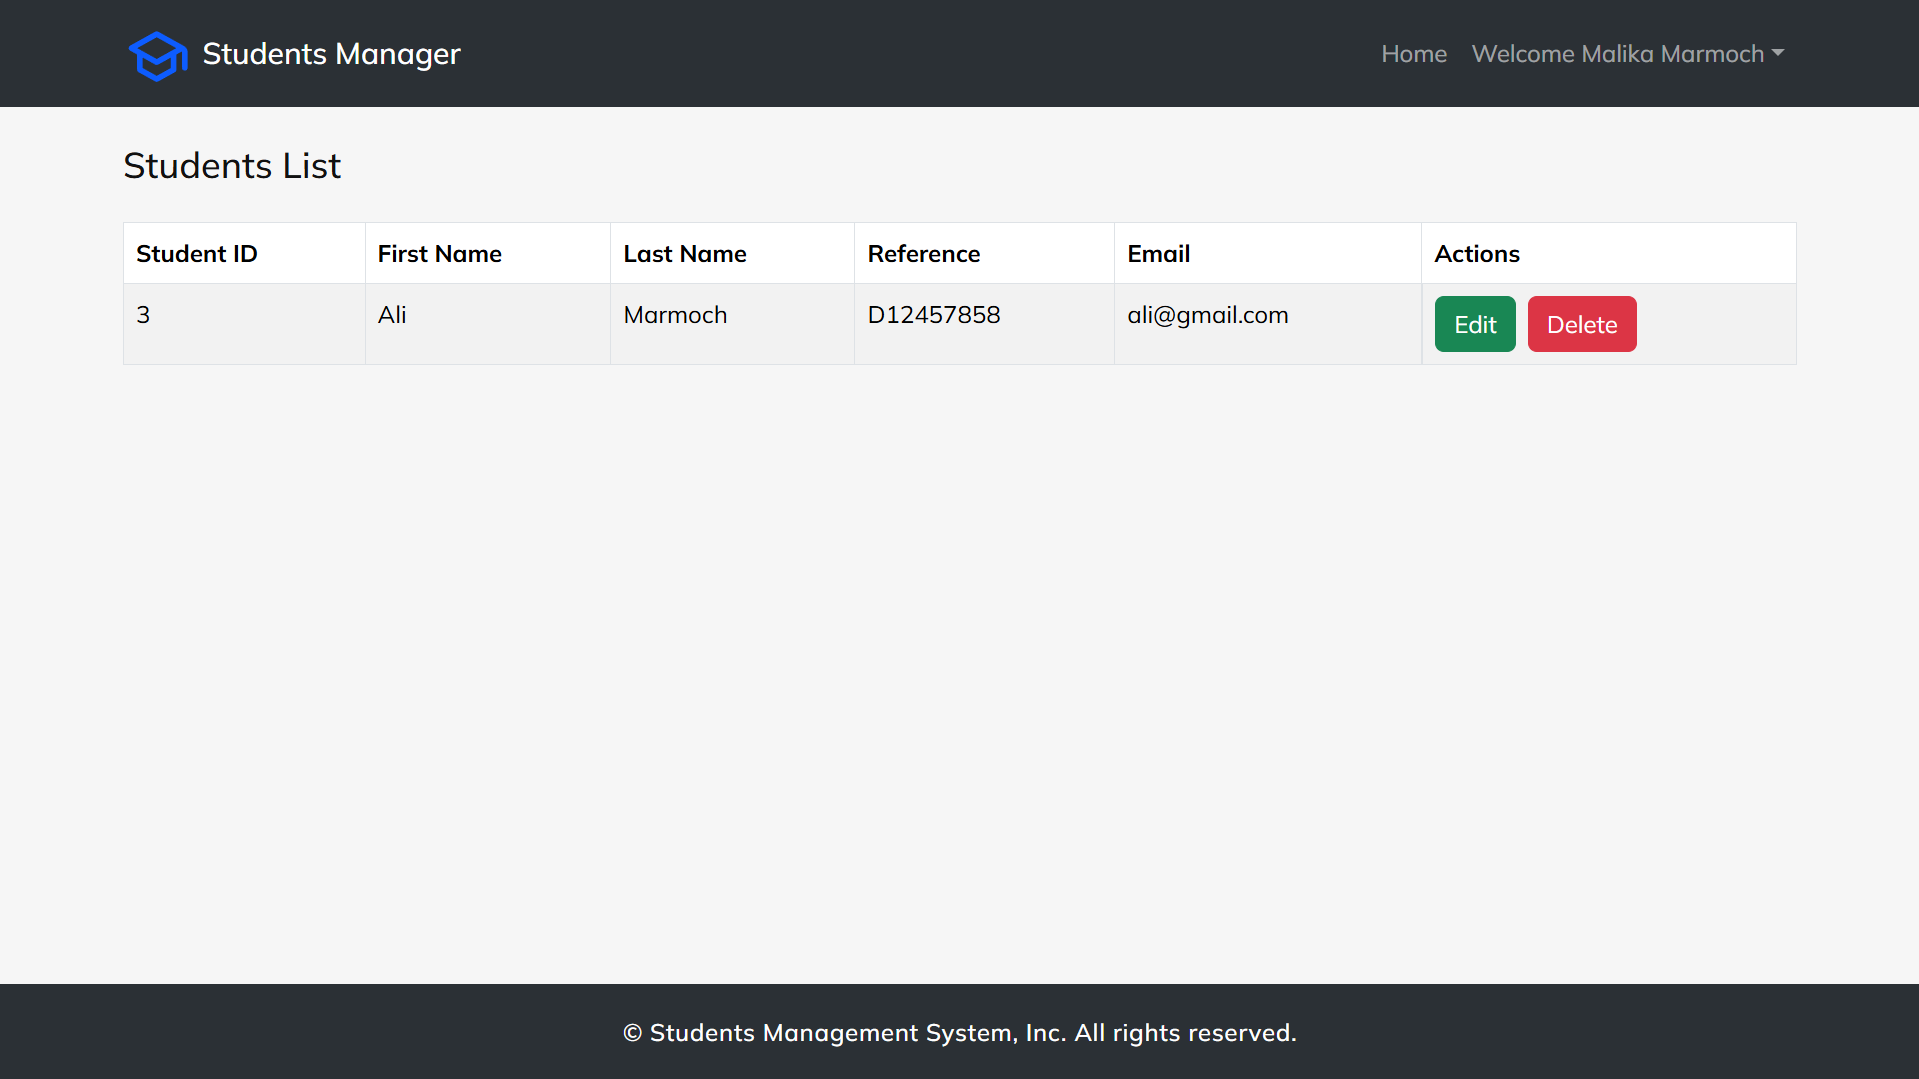 Students Manager
Home Welcome Malika Marmoch
Students List
Student ID First Name Last Name Reference Email Actions
3 Ali Marmoch D12457858 ali@gmail.com Edit Delete
© Students Management System, Inc. All rights reserved.